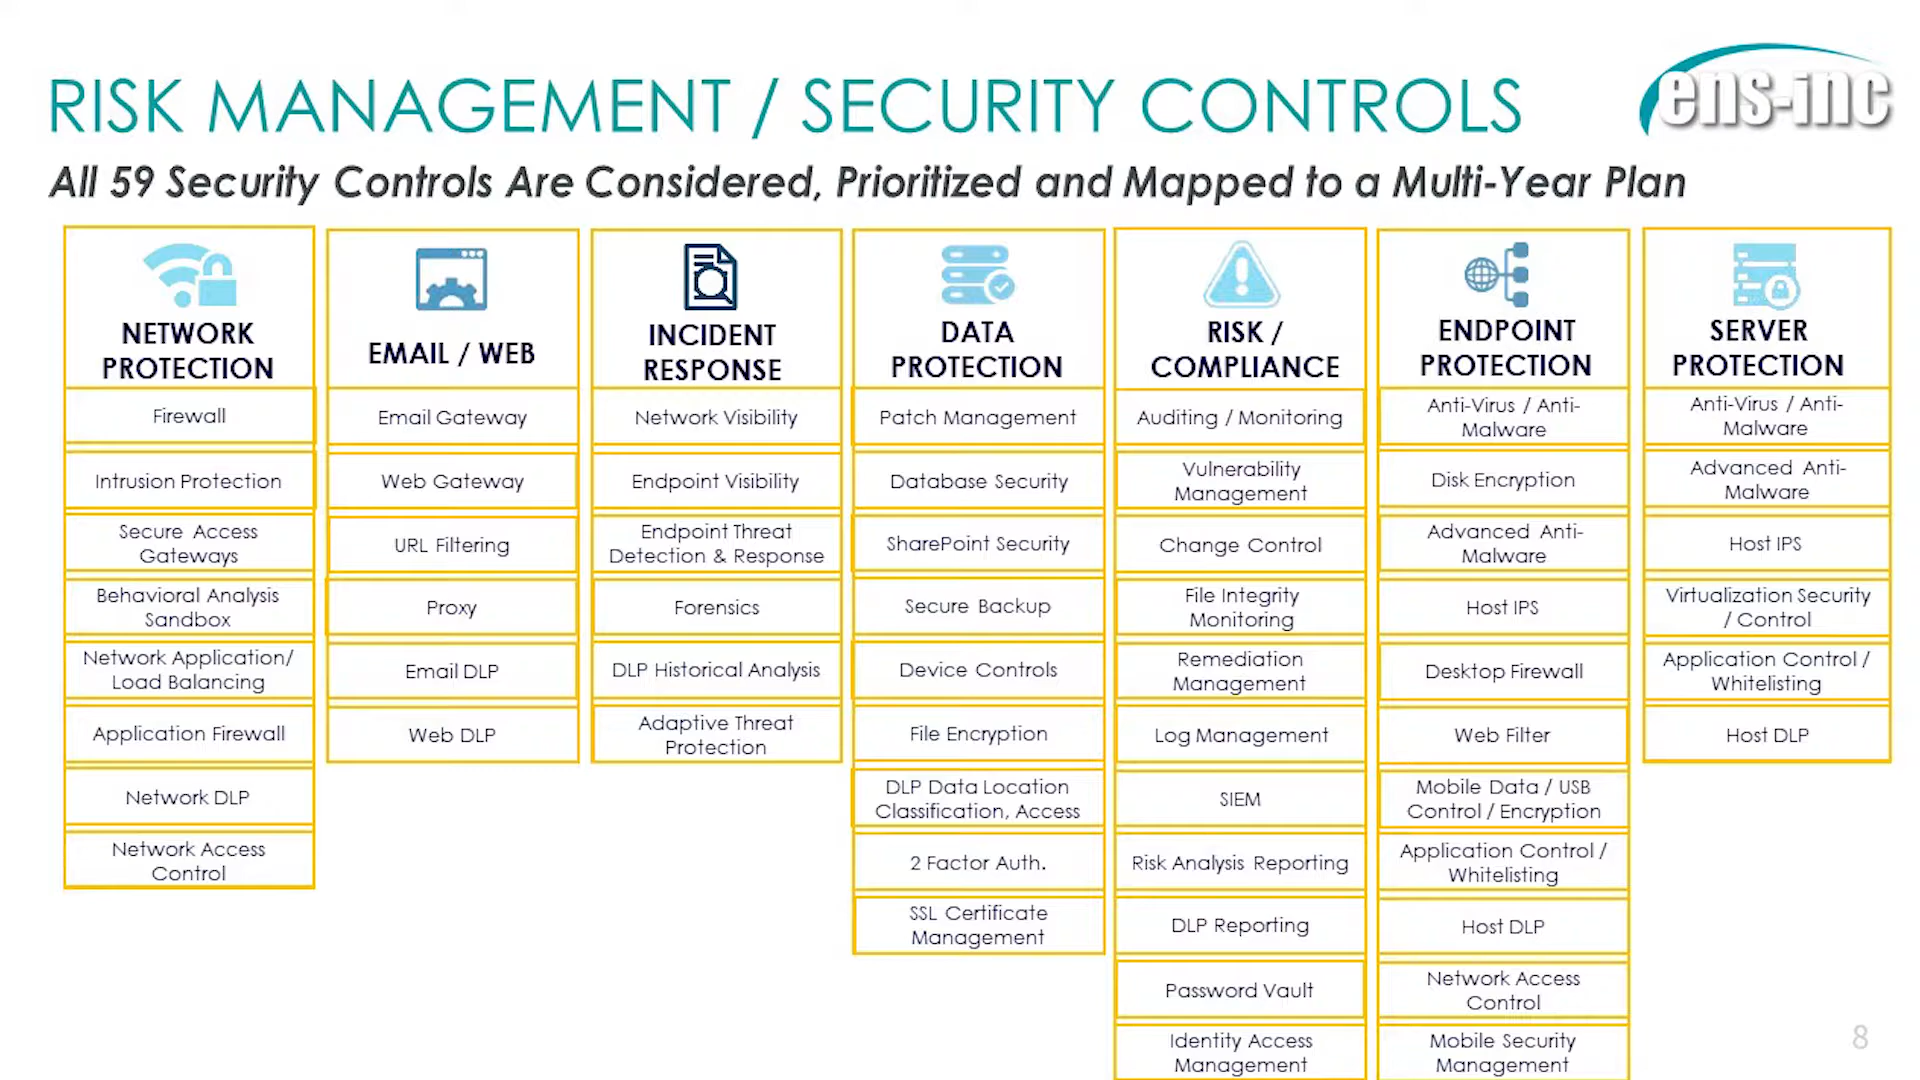 ens-inc
RISK MANAGEMENT / SECURITY CONTROLS
All 59 Security Controls Are Considered, Prioritized and Mapped to a Multi-Year Plan
NETWORK
PROTECTION
Firewall
Intrusion Protection
Secure Access
Gateways
Behavioral Analysis
Sandbox
Network Application/
Load Balancing
Application Firewall
Network DLP
Network Access
Control
EMAIL / WEB
Email Gateway
Web Gateway
URL Filtering
Proxy
Email DLP
Web DLP
INCIDENT
RESPONSE
Network Visibility
Endpoint Visibility
Endpoint Threat
Detection & Response
Forensics
DLP Historical Analysis
Adaptive Threat
Protection
DATA
PROTECTION
Patch Management
Database Security
SharePoint Security
Secure Backup
Device Controls
File Encryption
DLP Data Location
Classification, Access
2 Factor Auth.
SSL Certificate
Management
RISK /
COMPLIANCE
Auditing / Monitoring
Vulnerability
Management
Change Control
File Integrity
Monitoring
Remediation
Management
Log Management
SIEM
Risk Analysis Reporting
DLP Reporting
Password Vault
Identity Access
Management
ENDPOINT
PROTECTION
Anti-Virus / Anti-
Malware
Disk Encryption
Advanced Anti-
Malware
Host IPS
Desktop Firewall
Web Filter
Mobile Data / USB
Control / Encryption
Application Control /
Whitelisting
Host DLP
Network Access
Control
Mobile Security
Management
SERVER
PROTECTION
Anti-Virus / Anti-
Malware
Advanced Anti-
Malware
Host IPS
Virtualization Security
/ Control
Application Control /
Whitelisting
Host DLP
8